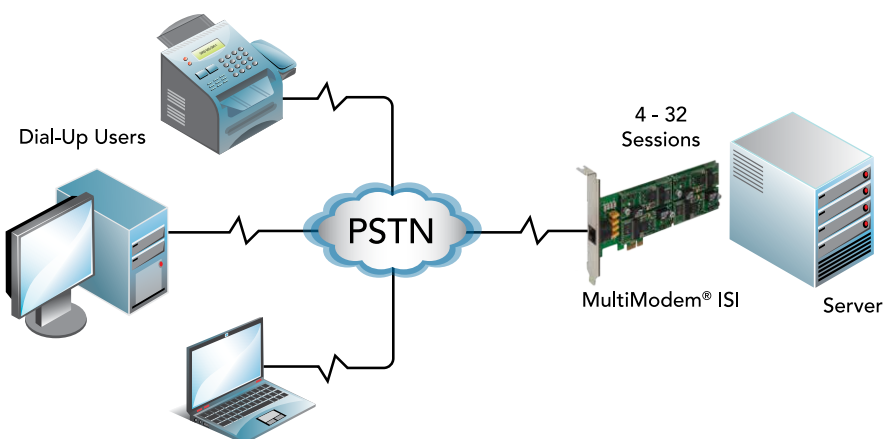 Dial-Up Users
PSTN
4 - 32
Sessions
MultiModem® ISI
Server